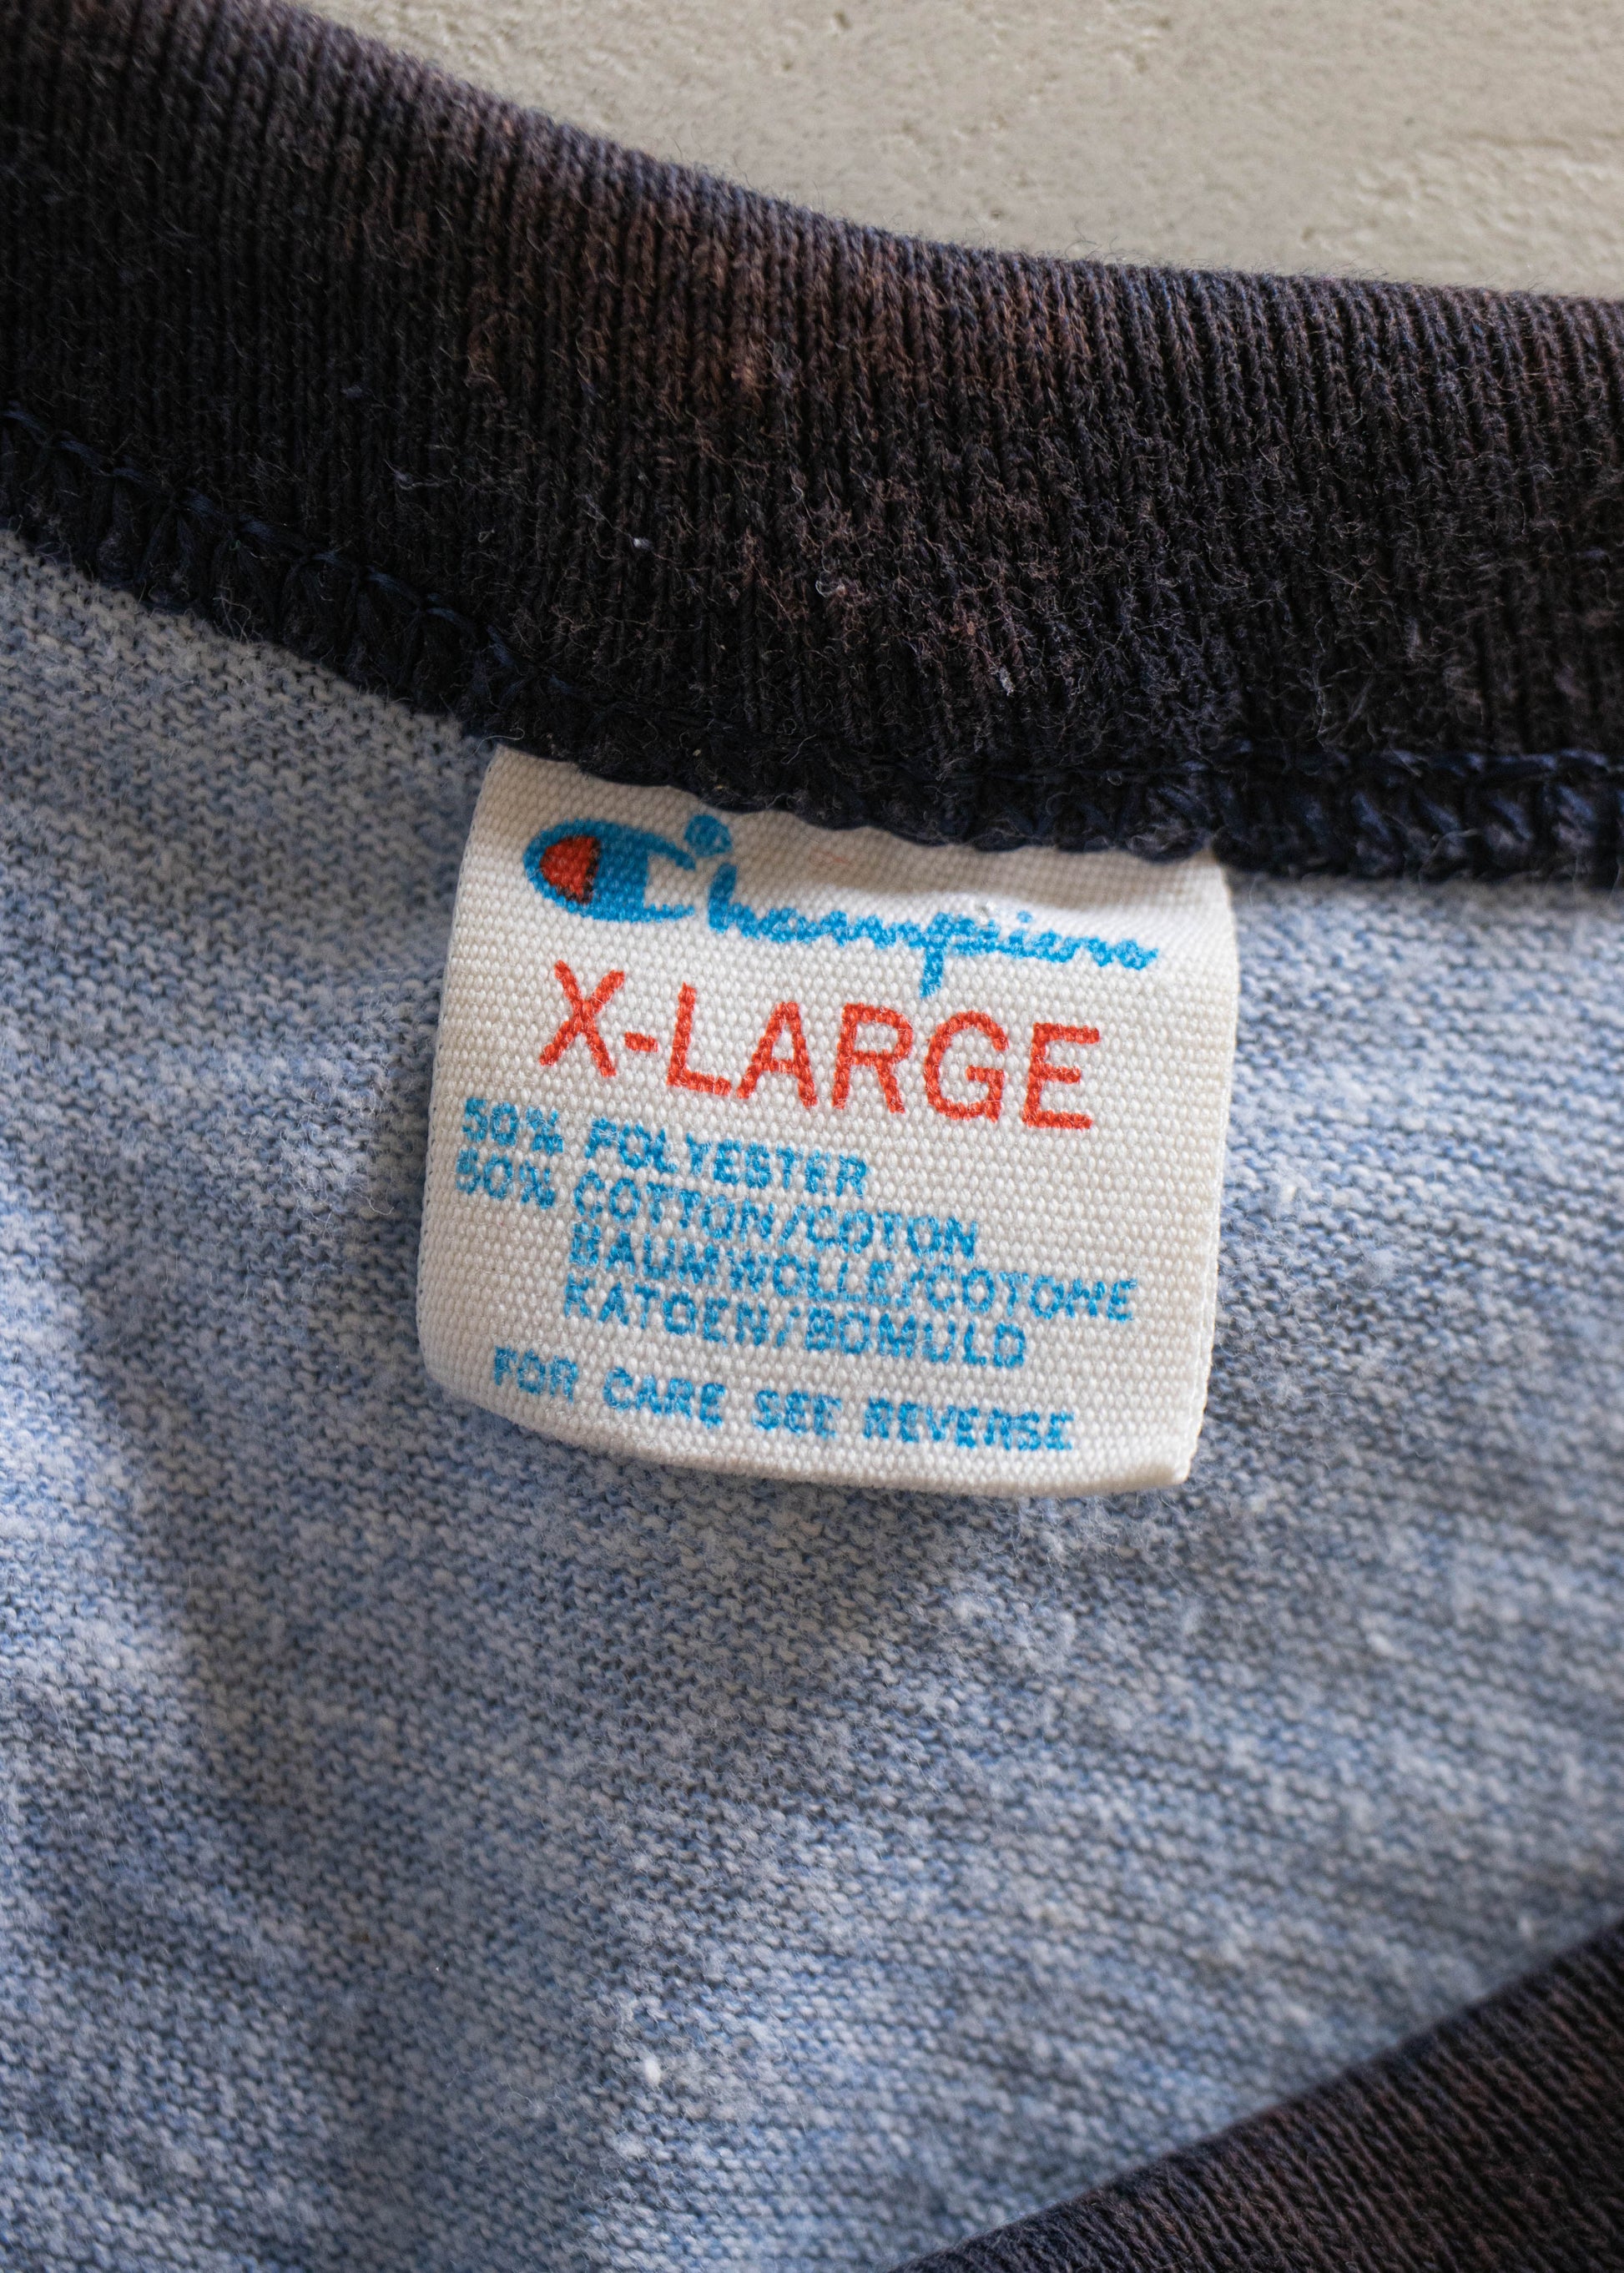 Champion
X-LARGE
50% POLYESTER
50% COTTON/COTON
BAUMWOLLE/COTONE
KATOEN/BOMULD
FOR CARE SEE REVERSE